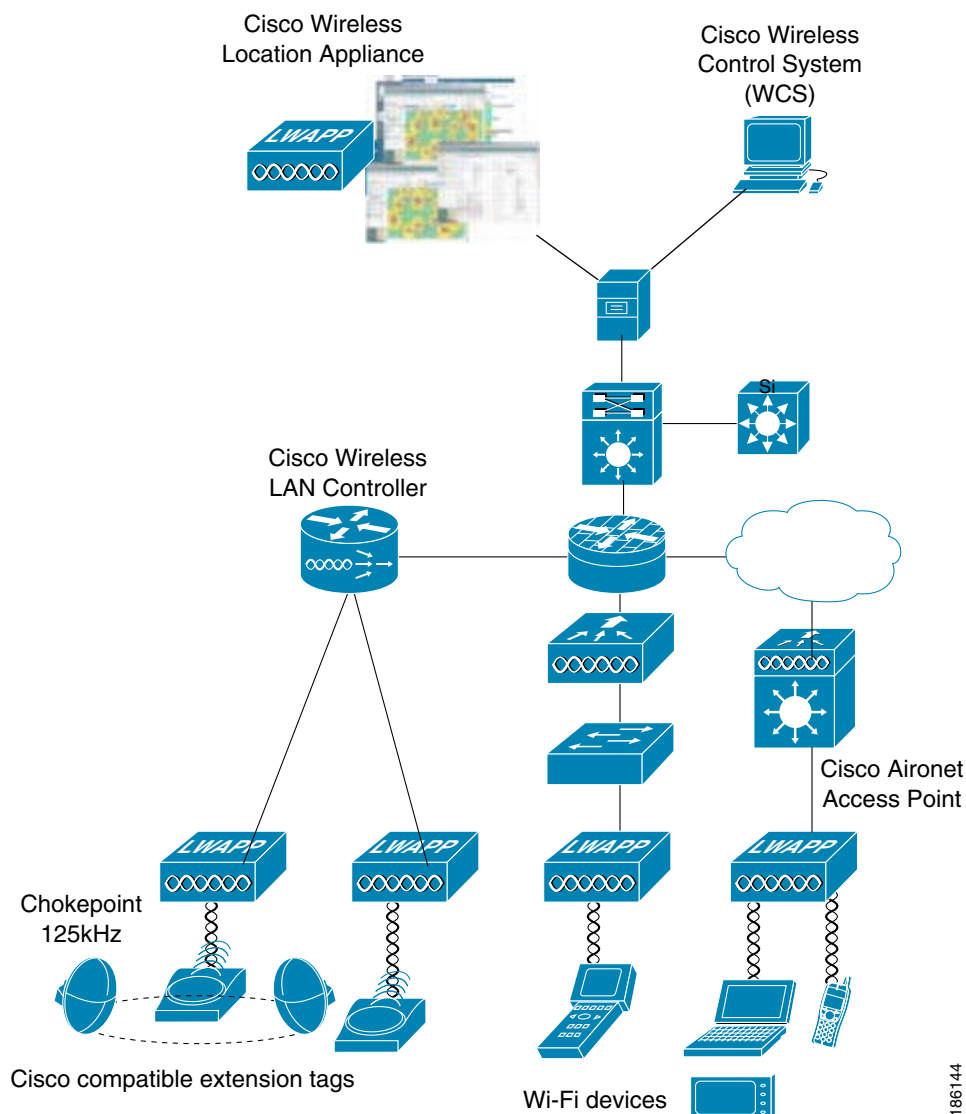 Cisco Wireless
Location Appliance
Cisco Wireless
Control System
(WCS)
LWAPP
Si
Cisco Wireless
LAN Controller
Cisco Aironet
Access Point
LWAPP
LWAPP
LWAPP
LWAPP
Chokepoint
125kHz
Cisco compatible extension tags
Wi-Fi devices
186144